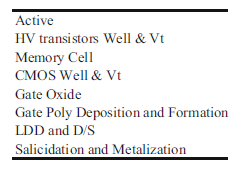 Active
HV transistors Well & Vt
Memory Cell
CMOS Well & Vt
Gate Oxide
Gate Poly Deposition and Formation
LDD and D/S
Salicidation and Metalization